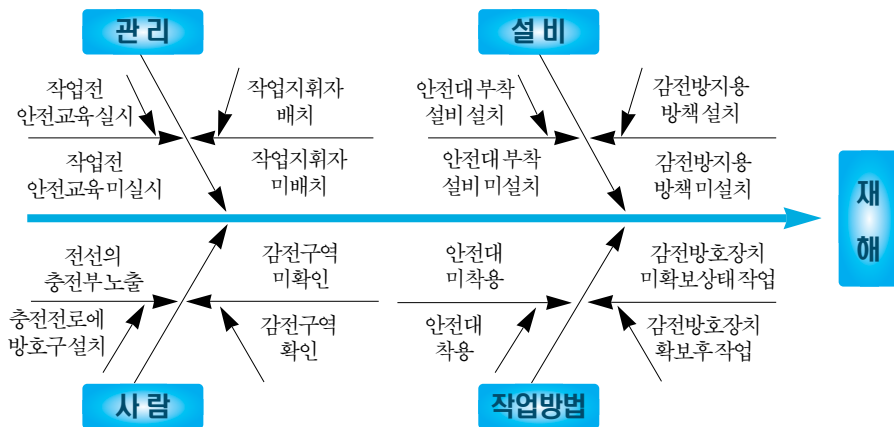 관 리
설 비
작업전
안전교육 실시
작업지휘자
배치
안전대 부착
설비 설치
감전방지용
방책 설치
작업전
안전교육 미실시
작업지휘자
미배치
안전대 부착
설비 미설치
감전방지용
방책 미설치
재
해
전선의
충전부 노출
감전구역
미확인
안전대
미착용
감전방호장치
미확보상태 작업
충전전로에
방호구 설치
감전구역
확인
안전대
착용
감전방호장치
확보후 작업
사 람
작업방법